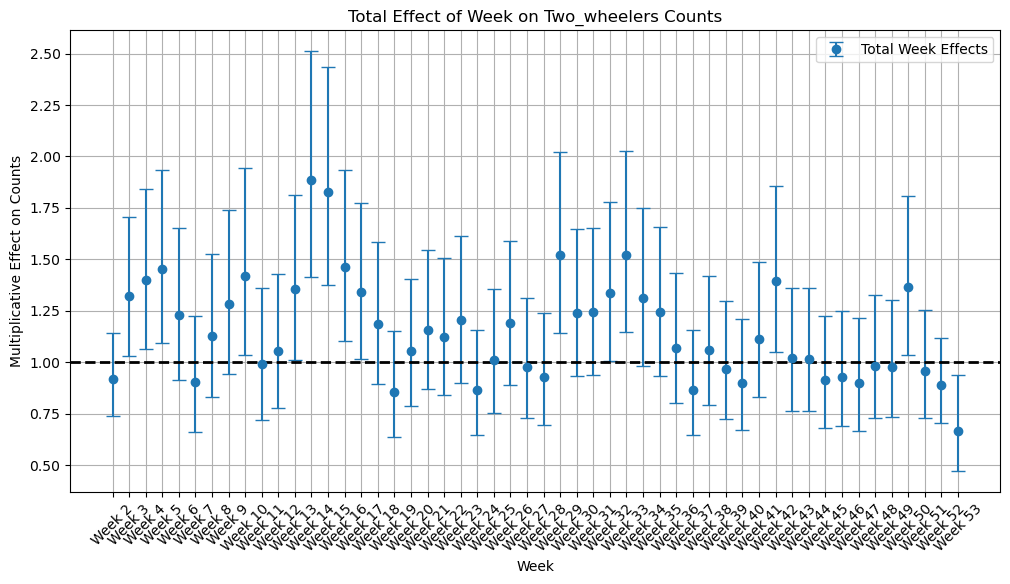 Total Effect of Week on Two_wheelers Counts
Total Week Effects
Multiplicative Effect on Counts
2.50
2.25
2.00
1.75
1.50
1.25
1.00
0.75
0.50
Week 2
Week 3
Week 4
Week 5
Week 6
Week 7
Week 8
Week 9
Week 10
Week 11
Week 12
Week 13
Week 14
Week 15
Week 16
Week 17
Week 18
Week 19
Week 20
Week 21
Week 22
Week 23
Week 24
Week 25
Week 26
Week 27
Week 28
Week 29
Week 30
Week 31
Week 32
Week 33
Week 34
Week 35
Week 36
Week 37
Week 38
Week 39
Week 40
Week 41
Week 42
Week 43
Week 44
Week 45
Week 46
Week 47
Week 48
Week 49
Week 50
Week 51
Week 52
Week 53
Week